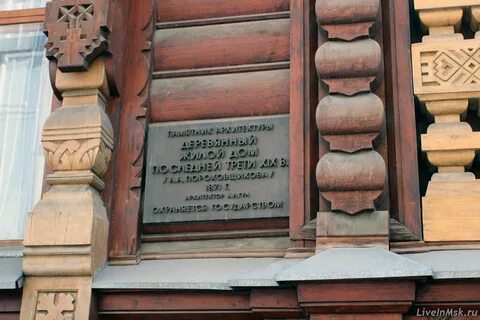 ПАМЯТНИК АРХИТЕКТУРЫ
ДЕРЕВЯННЫЙ
ЖИЛОЙ ДОМ
ПОСЛЕДНЕЙ ТРЕТИ XIX В.
/А.А. ПОРОХОВЩИКОВА/
1871 Г.
АРХИТЕКТОР А.Л.ГУН
ОХРАНЯЕТСЯ ГОСУДАРСТВОМ
LiveInMsk.ru